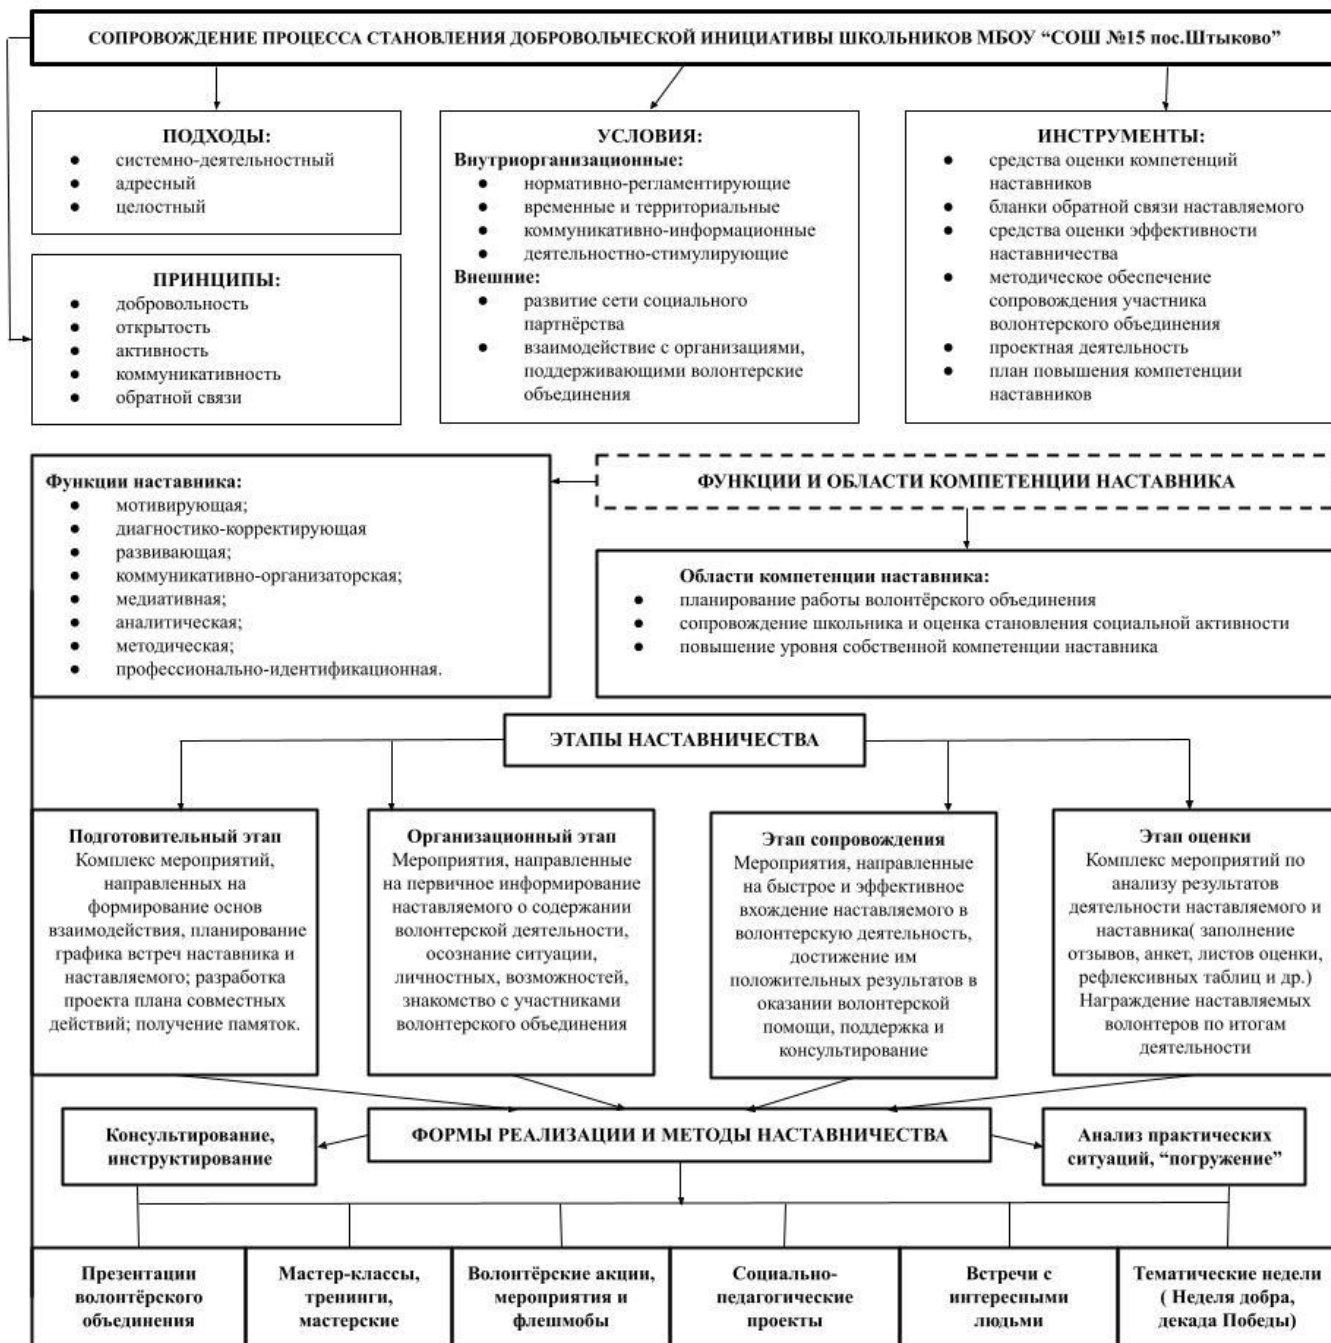 СОПРОВОЖДЕНИЕ ПРОЦЕССА СТАНОВЛЕНИЯ ДОБРОВОЛЬЧЕСКОЙ ИНИЦИАТИВЫ ШКОЛЬНИКОВ МБОУ “СОШ №15 пос.Штыково”
ПОДХОДЫ:
● системно-деятельностный
● адресный
● целостный
ПРИНЦИПЫ:
● добровольность
● открытость
● активность
● коммуникативность
● обратной связи
УСЛОВИЯ:
Внутриорганизационные:
● нормативно-регламентирующие
● временные и территориальные
● коммуникативно-информационные
● деятельностно-стимулирующие
Внешние:
● развитие сети социального
партнёрства
● взаимодействие с организациями,
поддерживающими волонтерские
объединения
ИНСТРУМЕНТЫ:
● средства оценки компетенций
наставников
● бланки обратной связи наставляемого
● средства оценки эффективности
наставничества
● методическое обеспечение
сопровождения участника
волонтерского объединения
● проектная деятельность
● план повышения компетенции
наставников
Функции наставника:
● мотивирующая;
● диагностико-корректирующая
● развивающая;
● коммуникативно-организаторская;
● медиативная;
● аналитическая;
● методическая;
● профессионально-идентификационная.
ФУНКЦИИ И ОБЛАСТИ КОМПЕТЕНЦИИ НАСТАВНИКА
Области компетенции наставника:
● планирование работы волонтёрского объединения
● сопровождение школьника и оценка становления социальной активности
● повышение уровня собственной компетенции наставника
ЭТАПЫ НАСТАВНИЧЕСТВА
Подготовительный этап
Комплекс мероприятий,
направленных на
формирование основ
взаимодействия, планирование
графика встреч наставника и
наставляемого; разработка
проекта плана совместных
действий; получение памяток.
Организационный этап
Мероприятия, направленные
на первичное информирование
наставляемого о содержании
волонтерской деятельности,
осознание ситуации,
личностных, возможностей,
знакомство с участниками
волонтерского объединения
Этап сопровождения
Мероприятия, направленные
на быстрое и эффективное
вхождение наставляемого в
волонтерскую деятельность,
достижение им
положительных результатов в
оказании волонтерской
помощи, поддержка и
консультирование
Этап оценки
Комплекс мероприятий по
анализу результатов
деятельности наставляемого и
наставника( заполнение
отзывов, анкет, листов оценки,
рефлексивных таблиц и др.)
Награждение наставляемых
волонтеров по итогам
деятельности
Консультирование,
инструктирование
ФОРМЫ РЕАЛИЗАЦИИ И МЕТОДЫ НАСТАВНИЧЕСТВА
Анализ практических
ситуаций, “погружение”
Презентации
волонтёрского
объединения
Мастер-классы,
тренинги,
мастерские
Волонтёрские акции,
мероприятия и
флешмобы
Социально-
педагогические
проекты
Встречи с
интересными
людьми
Тематические недели
( Неделя добра,
декада Победы)